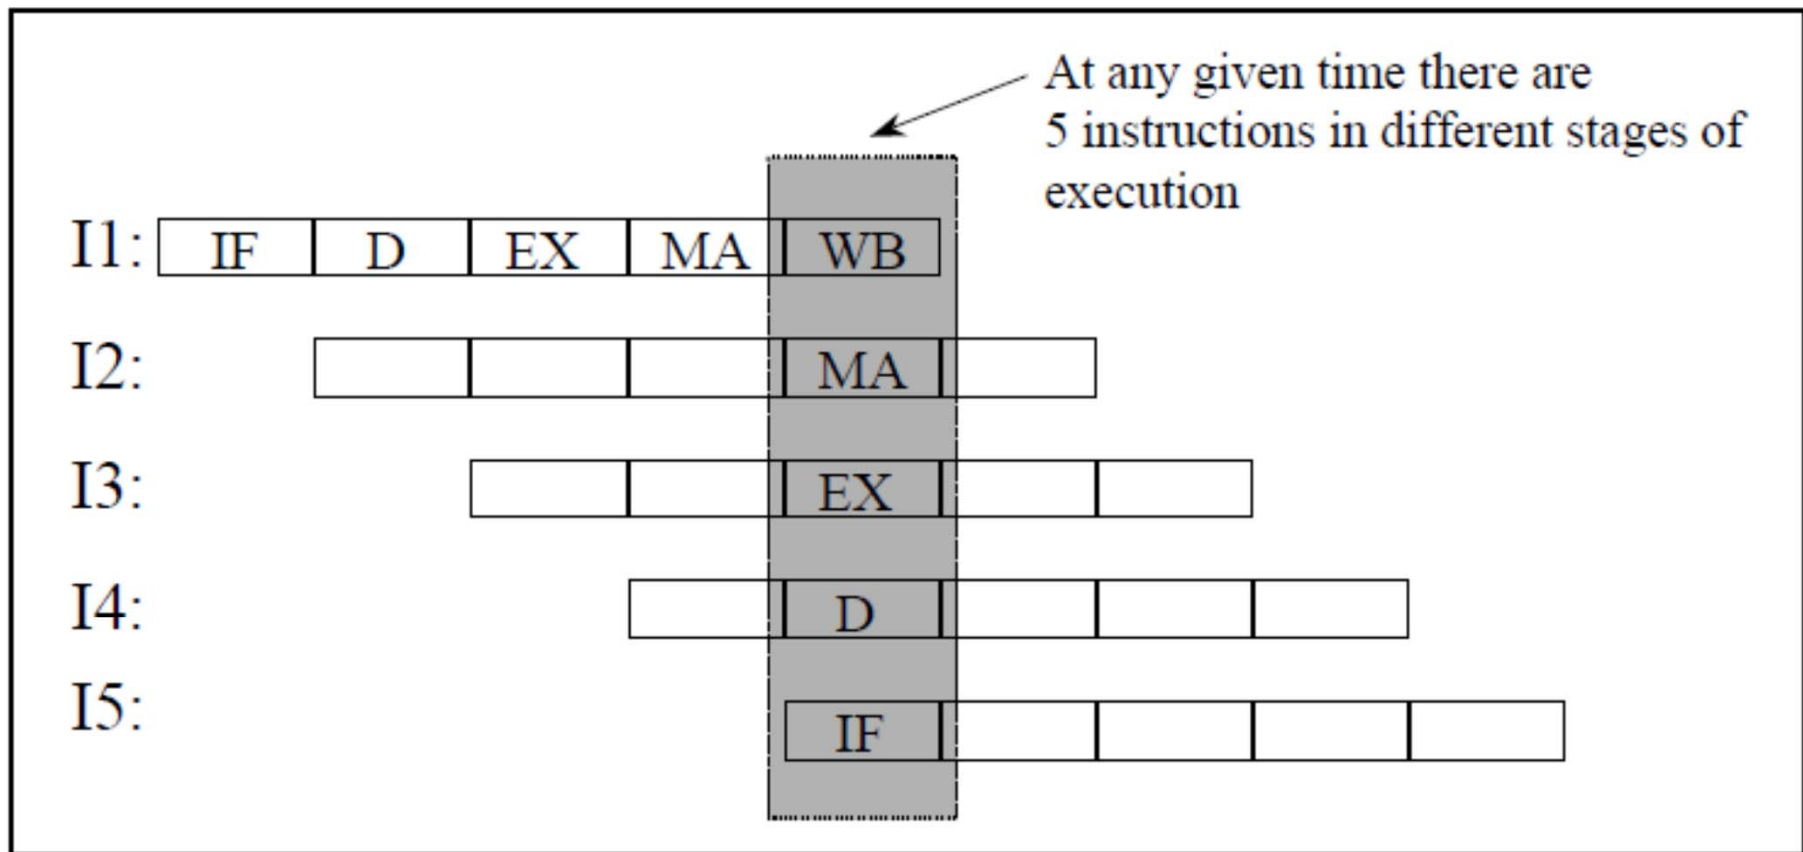 At any given time there are
5 instructions in different stages of
execution
I1: IF D EX MA WB
I2: MA
I3: EX
I4: D
I5: IF